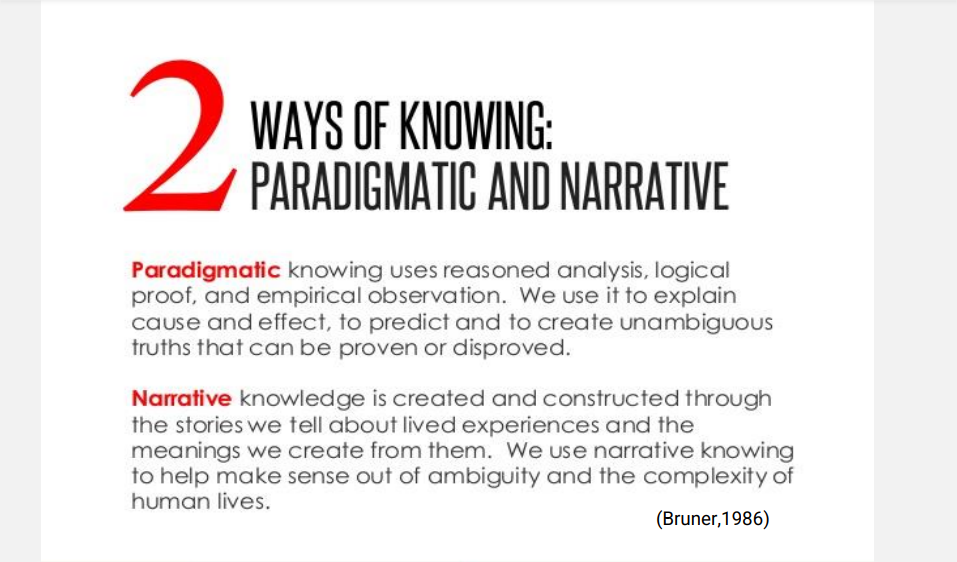 2 WAYS OF KNOWING:
PARADIGMATIC AND NARRATIVE
Paradigmatic knowing uses reasoned analysis, logical
proof, and empirical observation.  We use it to explain
cause and effect, to predict and to create unambiguous
truths that can be proven or disproved.
Narrative knowledge is created and constructed through
the stories we tell about lived experiences and the
meanings we create from them.  We use narrative knowing
to help make sense out of ambiguity and the complexity of
human lives.
(Bruner,1986)